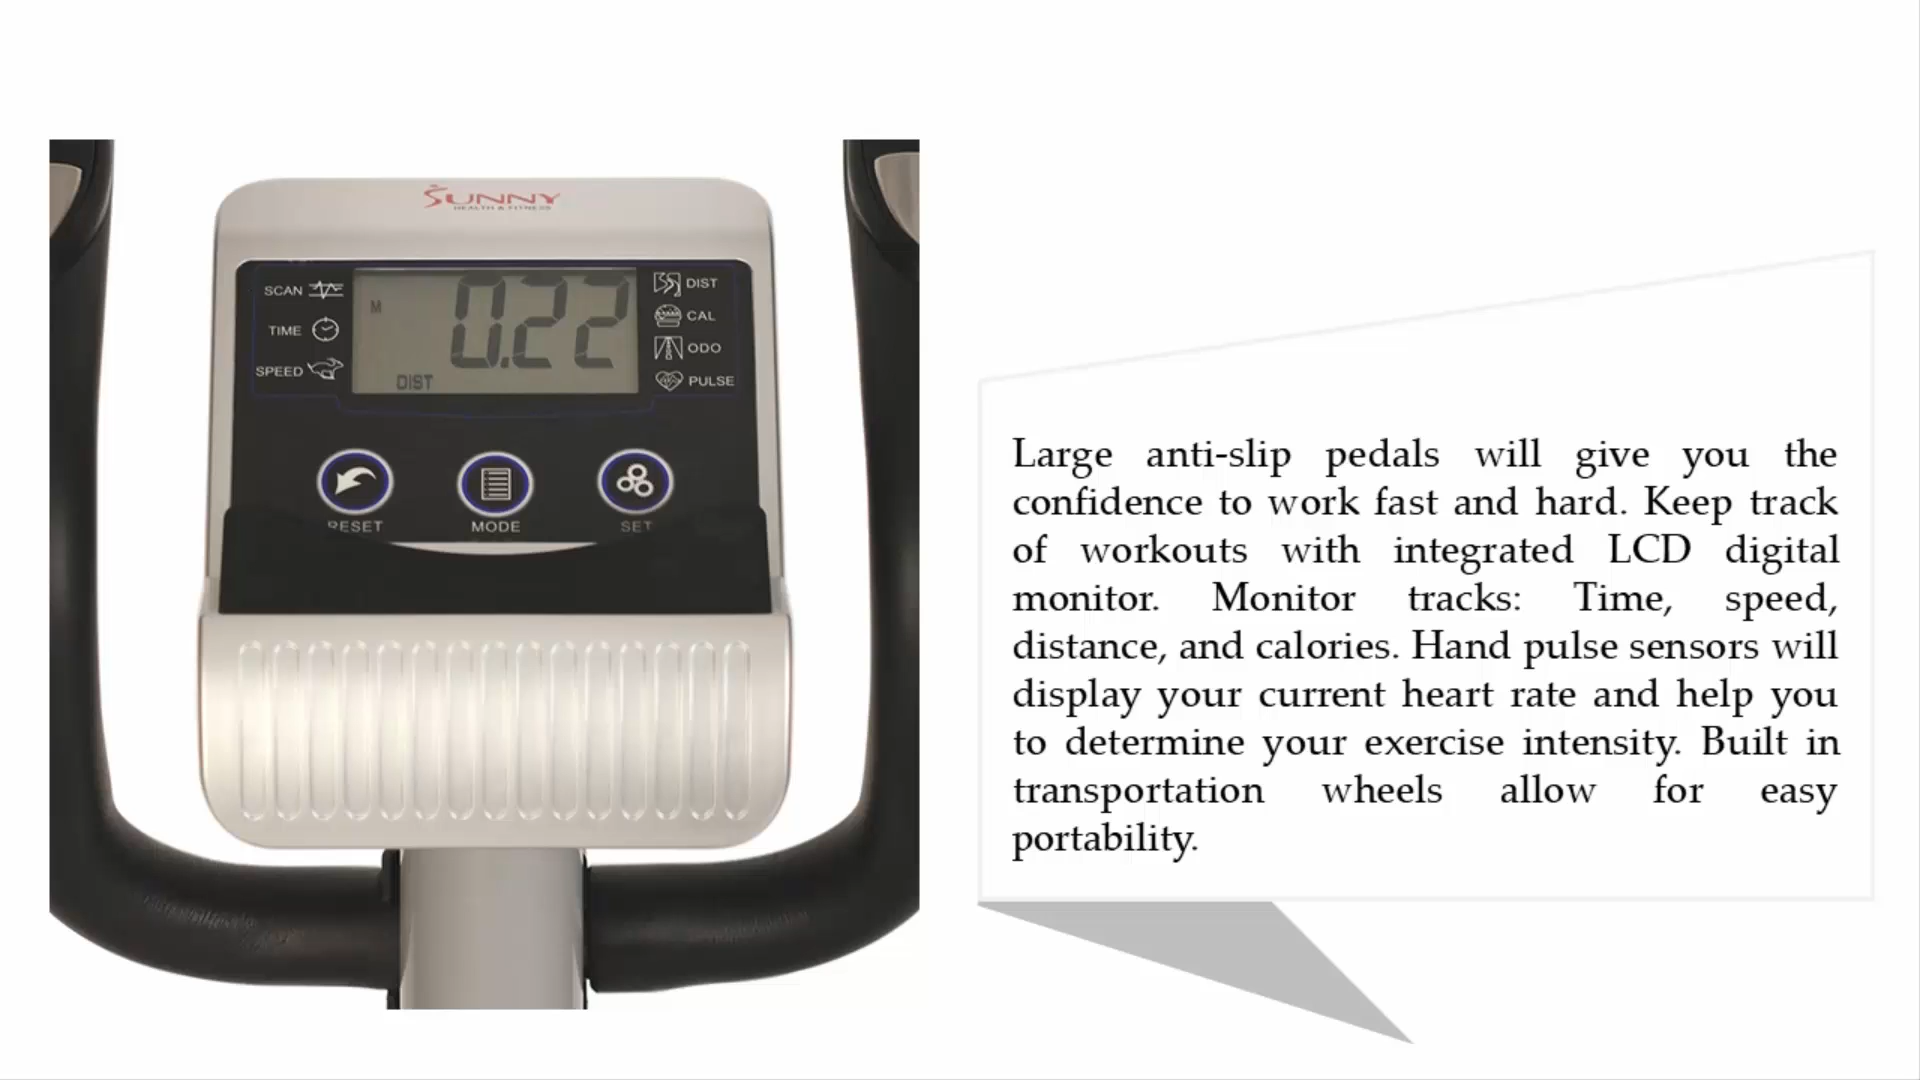 SUNNY
HEALTH & FITNESS
SCAN
TIME
SPEED
M
0.22
DIST
DIST
CAL
ODO
PULSE
RESET
MODE
SET
Large anti-slip pedals will give you the
confidence to work fast and hard. Keep track
of workouts with integrated LCD digital
monitor. Monitor tracks: Time, speed,
distance, and calories. Hand pulse sensors will
display your current heart rate and help you
to determine your exercise intensity. Built in
transportation wheels allow for easy
portability.